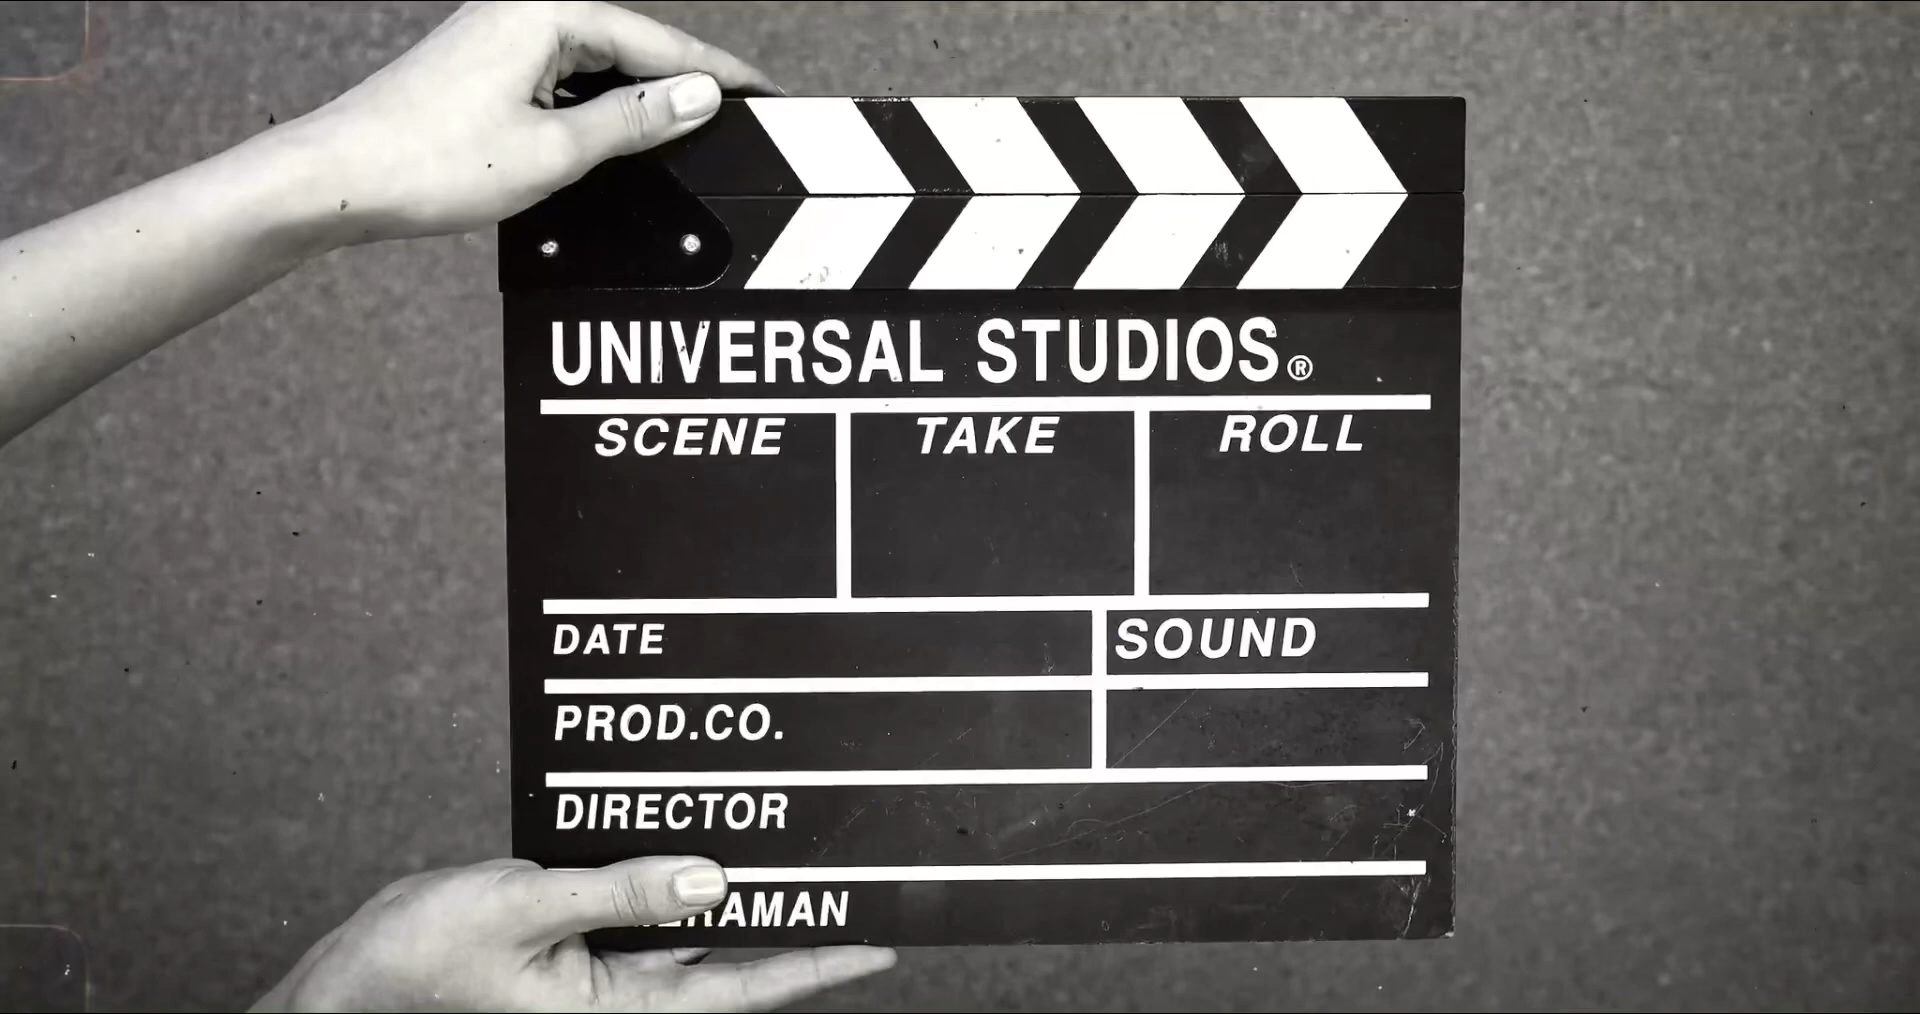 UNIVERSAL STUDIOS®
SCENE TAKE ROLL
DATE SOUND
PROD.CO.
DIRECTOR